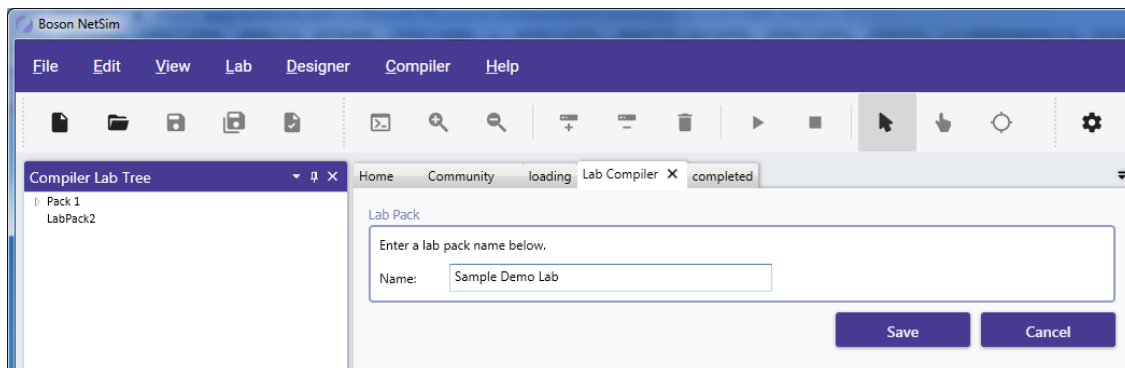 Boson NetSim
File Edit View Lab Designer Compiler Help
Compiler Lab Tree
Pack 1
LabPack2
Home Community loading Lab Compiler completed
Lab Pack
Enter a lab pack name below.
Name: Sample Demo Lab
Save Cancel